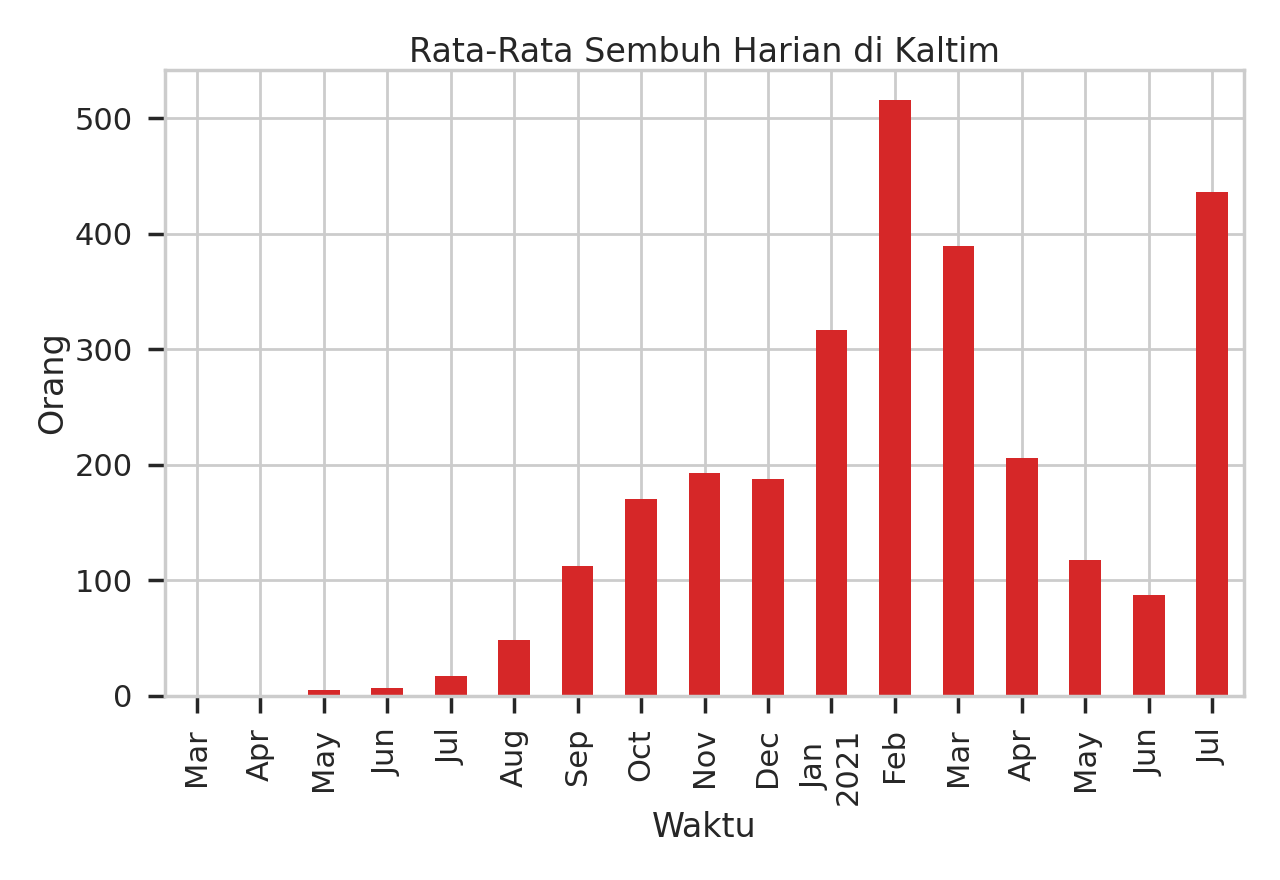 Rata-Rata Sembuh Harian di Kaltim
Orang
500
400
300
200
100
0
Mar
Apr
May
Jun
Jul
Aug
Sep
Oct
Nov
Dec
Jan
2021
Feb
Mar
Apr
May
Jun
Jul
Waktu